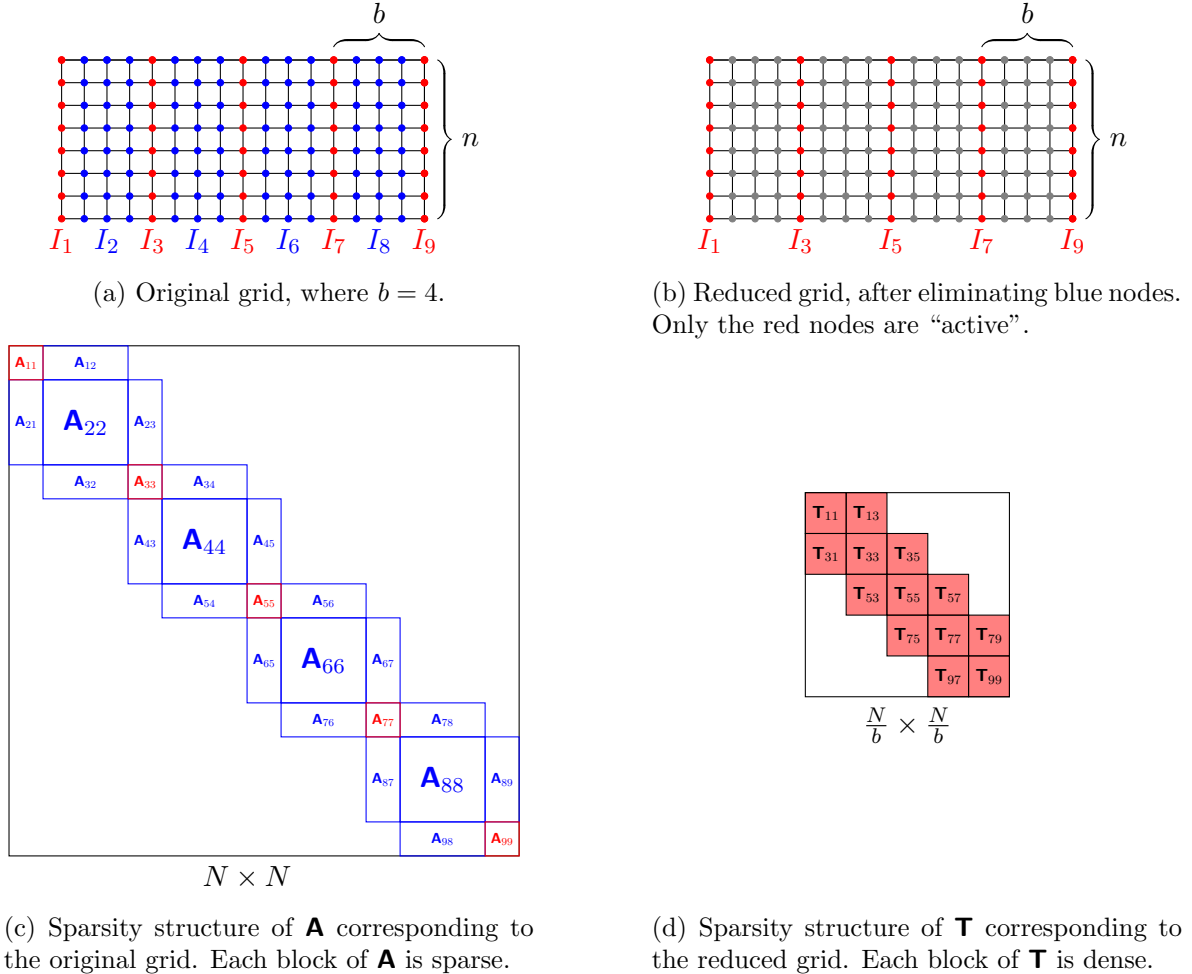 b
n
I₁ I₂ I₃ I₄ I₅ I₆ I₇ I₈ I₉
(a) Original grid, where b = 4.
b
n
I₁ I₃ I₅ I₇ I₉
(b) Reduced grid, after eliminating blue nodes.
Only the red nodes are “active”.
A₁₁ A₁₂
A₂₁ A₂₂ A₂₃
A₃₂ A₃₃ A₃₄
A₄₃ A₄₄ A₄₅
A₅₄ A₅₅ A₅₆
A₆₅ A₆₆ A₆₇
A₇₆ A₇₇ A₇₈
A₈₇ A₈₈ A₈₉
A₉₈ A₉₉
N × N
(c) Sparsity structure of A corresponding to
the original grid. Each block of A is sparse.
T₁₁ T₁₃
T₃₁ T₃₃ T₃₅
T₅₃ T₅₅ T₅₇
T₇₅ T₇₇ T₇₉
T₉₇ T₉₉
N/b × N/b
(d) Sparsity structure of T corresponding to
the reduced grid. Each block of T is dense.